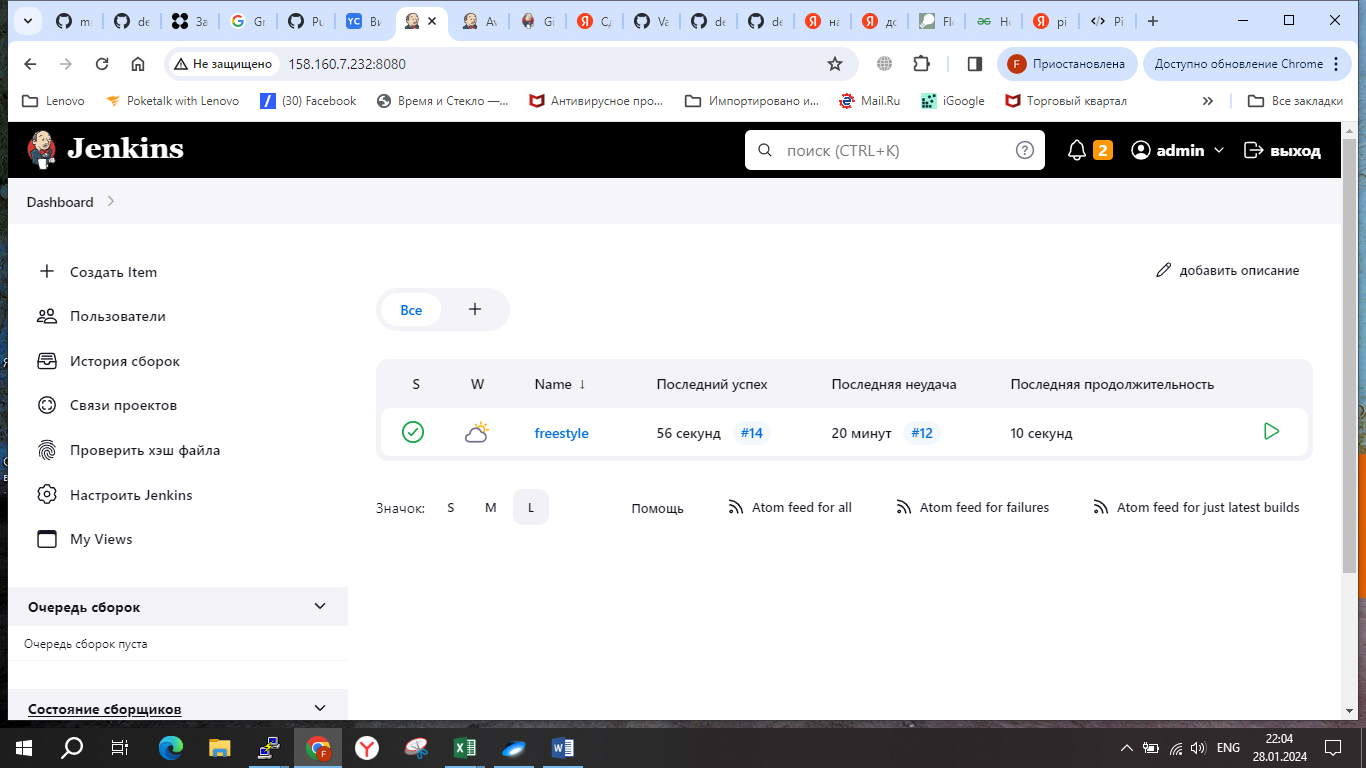 m
de
За
Gr
Pu
YC Ви
Av
Gi
Я Сд
Va
de
de
Я на
Я до
Fl
Но
Я pi
Pi
Не защищено 158.160.7.232:8080
F Приостановлена
Доступно обновление Chrome
Lenovo
Poketalk with Lenovo
(30) Facebook
Время и Стекло —...
Антивирусное про...
Импортировано и...
Mail.Ru
iGoogle
Торговый квартал
Все закладки
Jenkins
поиск (CTRL+K)
2
admin
выход
Dashboard
Создать Item
Пользователи
История сборок
Связи проектов
Проверить хэш файла
Настроить Jenkins
My Views
Очередь сборок
Очередь сборок пуста
Состояние сборщиков
добавить описание
Все +
S W Name ↓ Последний успех Последняя неудача Последняя продолжительность
freestyle 56 секунд #14 20 минут #12 10 секунд
Значок: S M L
Помощь
Atom feed for all
Atom feed for failures
Atom feed for just latest builds
ENG
22:04
28.01.2024